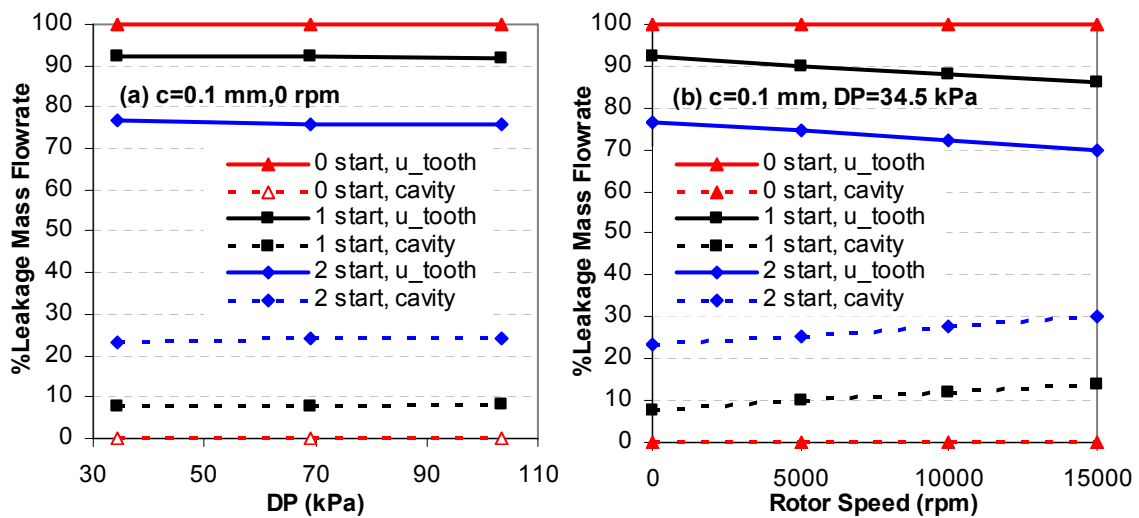 %Leakage Mass Flowrate
100
90
80
70
60
50
40
30
20
10
0
(a) c=0.1 mm,0 rpm
0 start, u_tooth
0 start, cavity
1 start, u_tooth
1 start, cavity
2 start, u_tooth
2 start, cavity
30 50 70 90 110
DP (kPa)
%Leakage Mass Flowrate
100
90
80
70
60
50
40
30
20
10
0
(b) c=0.1 mm, DP=34.5 kPa
0 start, u_tooth
0 start, cavity
1 start, u_tooth
1 start, cavity
2 start, u_tooth
2 start, cavity
0 5000 10000 15000
Rotor Speed (rpm)